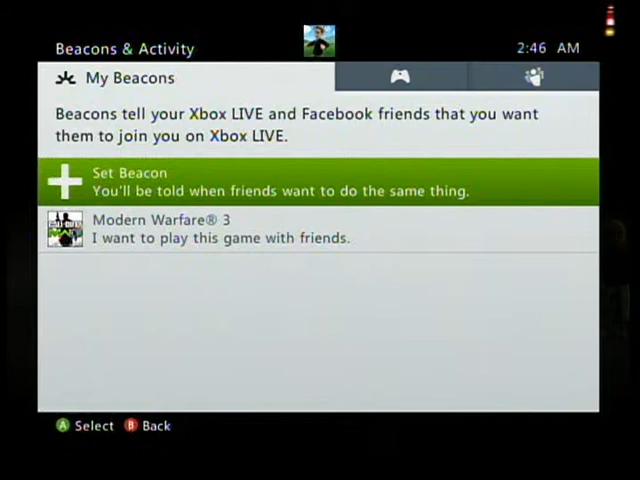 Beacons & Activity
2:46 AM
My Beacons
Beacons tell your Xbox LIVE and Facebook friends that you want
them to join you on Xbox LIVE.
Set Beacon
You'll be told when friends want to do the same thing.
Modern Warfare® 3
I want to play this game with friends.
A Select B Back